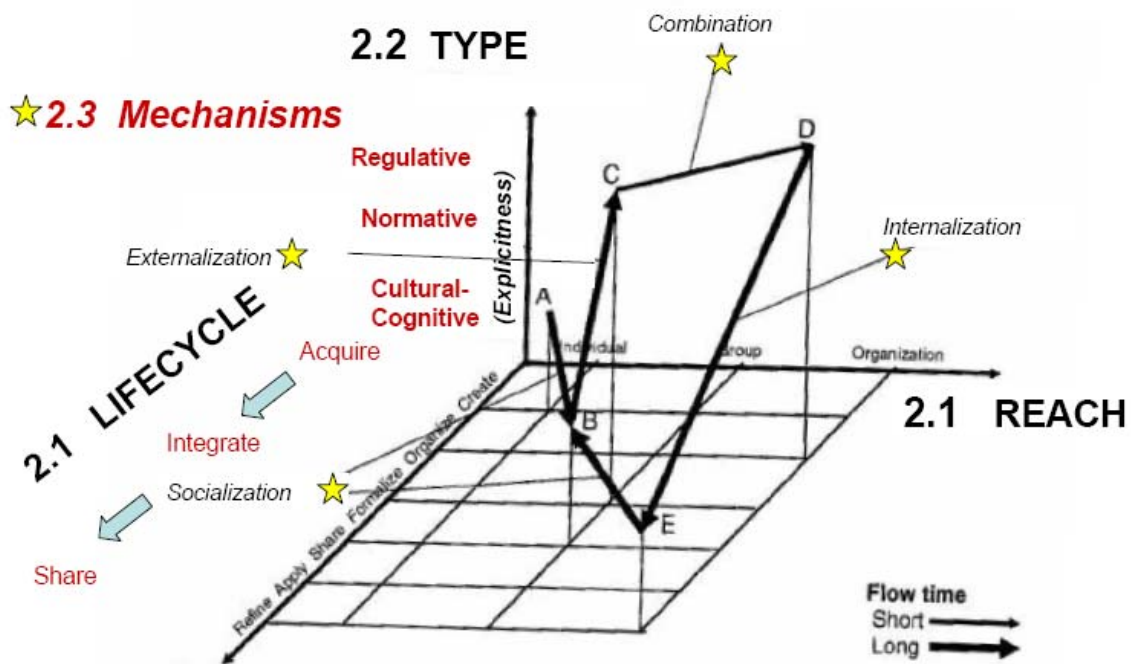 2.2 TYPE
Combination
2.3 Mechanisms
Regulative
Normative
Cultural-
Cognitive
(Explicitness)
Externalization
Internalization
A
B
C
D
E
Individual
Group
Organization
2.1 REACH
2.1 LIFECYCLE
Acquire
Integrate
Share
Socialization
Refine Apply Share Formalize Organize Create
Flow time
Short
Long